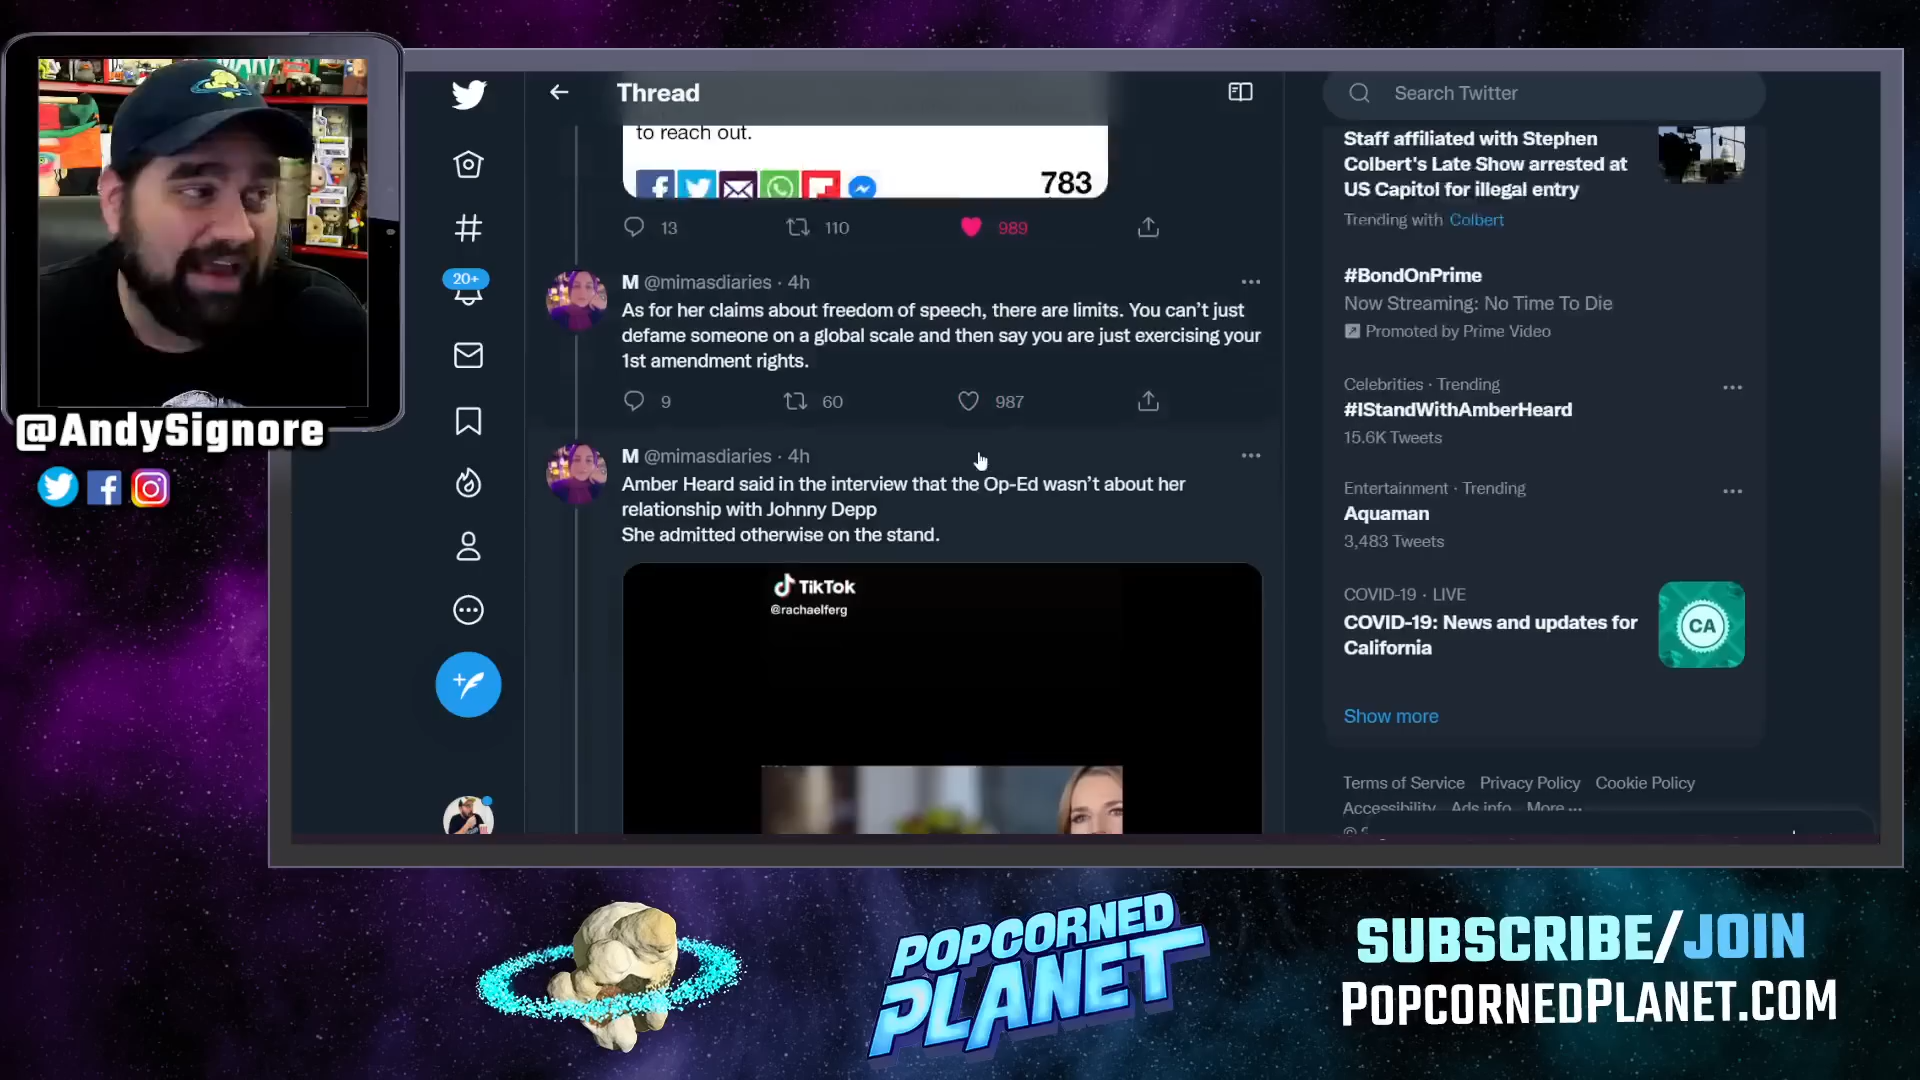 Thread
to reach out.
783
13
110
989
M @mimasdiaries · 4h
As for her claims about freedom of speech, there are limits. You can't just
defame someone on a global scale and then say you are just exercising your
1st amendment rights.
9
60
987
M @mimasdiaries · 4h
Amber Heard said in the interview that the Op-Ed wasn't about her
relationship with Johnny Depp
She admitted otherwise on the stand.
TikTok
@rachaelferg
20+
Search Twitter
Staff affiliated with Stephen
Colbert's Late Show arrested at
US Capitol for illegal entry
Trending with Colbert
#BondOnPrime
Now Streaming: No Time To Die
Promoted by Prime Video
Celebrities · Trending
#IStandWithAmberHeard
15.6K Tweets
Entertainment · Trending
Aquaman
3,483 Tweets
COVID-19 · LIVE
COVID-19: News and updates for
California
CA
Show more
Terms of Service Privacy Policy Cookie Policy
Accessibility Ads info More ...
@AndySignore
POPCORNED
PLANET
SUBSCRIBE/JOIN
POPCORNEDPLANET.COM